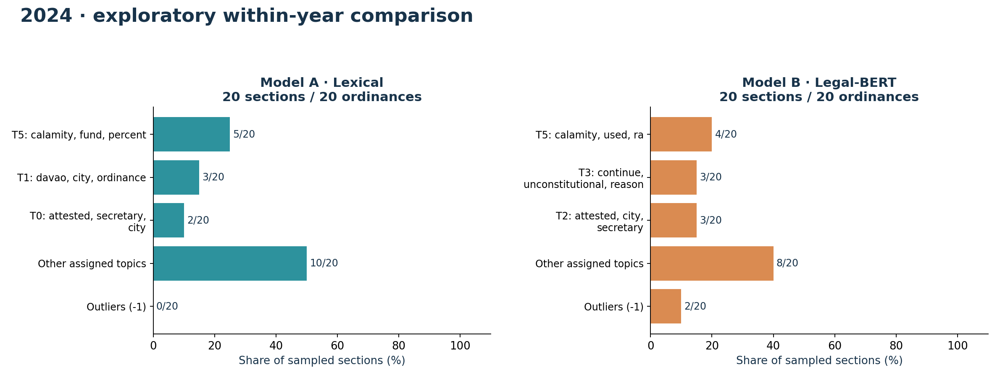 2024 · exploratory within-year comparison
Model A · Lexical
20 sections / 20 ordinances
T5: calamity, fund, percent
5/20
T1: davao, city, ordinance
3/20
T0: attested, secretary,
city
2/20
Other assigned topics
10/20
Outliers (-1)
0/20
0 20 40 60 80 100
Share of sampled sections (%)
Model B · Legal-BERT
20 sections / 20 ordinances
T5: calamity, used, ra
4/20
T3: continue,
unconstitutional, reason
3/20
T2: attested, city,
secretary
3/20
Other assigned topics
8/20
Outliers (-1)
2/20
0 20 40 60 80 100
Share of sampled sections (%)